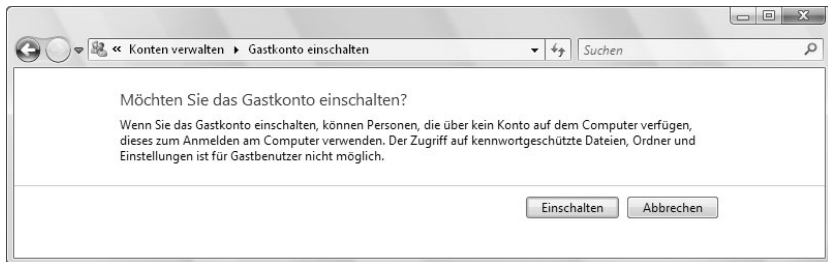 « Konten verwalten ▸ Gastkonto einschalten
Suchen
Möchten Sie das Gastkonto einschalten?
Wenn Sie das Gastkonto einschalten, können Personen, die über kein Konto auf dem Computer verfügen,
dieses zum Anmelden am Computer verwenden. Der Zugriff auf kennwortgeschützte Dateien, Ordner und
Einstellungen ist für Gastbenutzer nicht möglich.
Einschalten Abbrechen